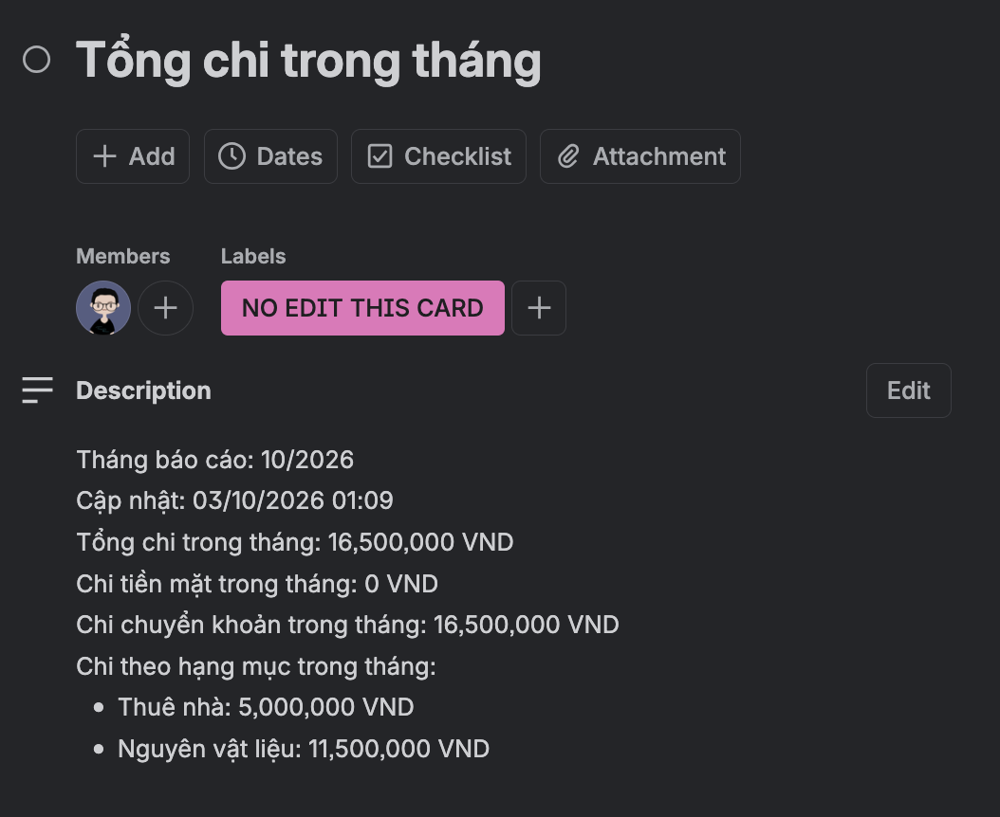 Tổng chi trong tháng
Add
Dates
Checklist
Attachment
Members
Labels
NO EDIT THIS CARD
Description
Edit
Tháng báo cáo: 10/2026
Cập nhật: 03/10/2026 01:09
Tổng chi trong tháng: 16,500,000 VND
Chi tiền mặt trong tháng: 0 VND
Chi chuyển khoản trong tháng: 16,500,000 VND
Chi theo hạng mục trong tháng:
Thuê nhà: 5,000,000 VND
Nguyên vật liệu: 11,500,000 VND